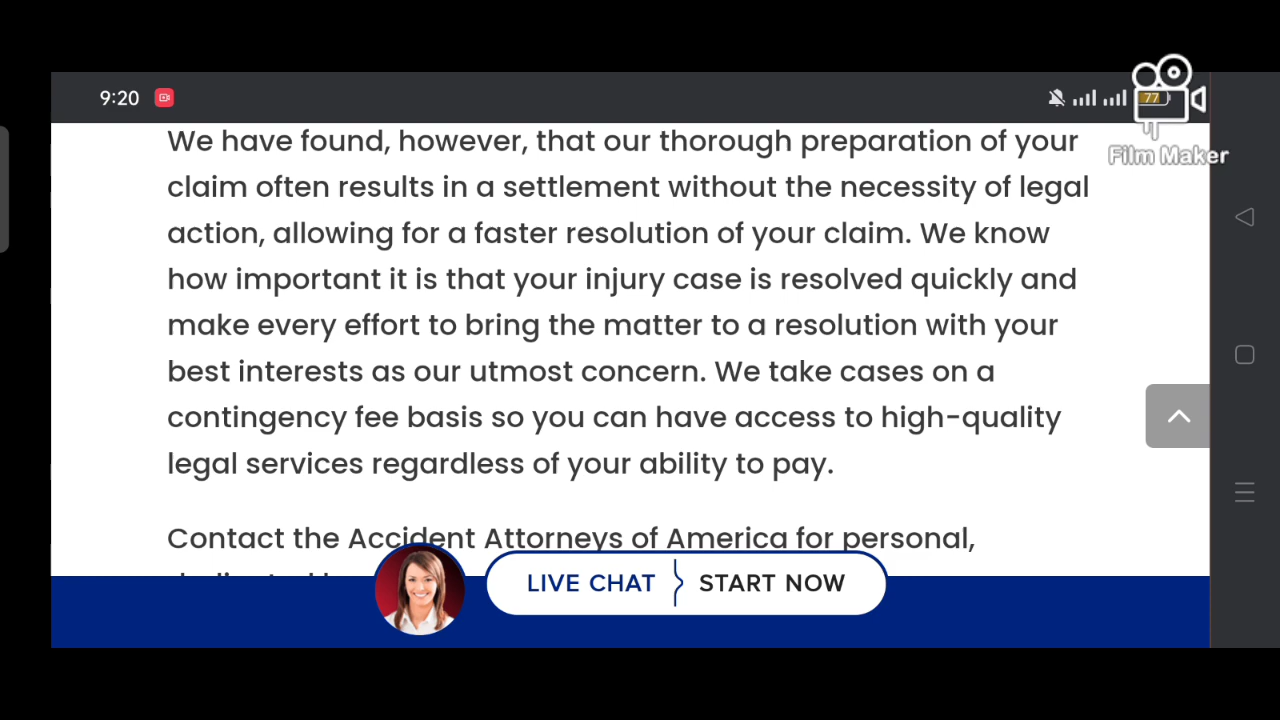 9:20
77
Film Maker
We have found, however, that our thorough preparation of your
claim often results in a settlement without the necessity of legal
action, allowing for a faster resolution of your claim. We know
how important it is that your injury case is resolved quickly and
make every effort to bring the matter to a resolution with your
best interests as our utmost concern. We take cases on a
contingency fee basis so you can have access to high-quality
legal services regardless of your ability to pay.
Contact the Accident Attorneys of America for personal,
LIVE CHAT START NOW